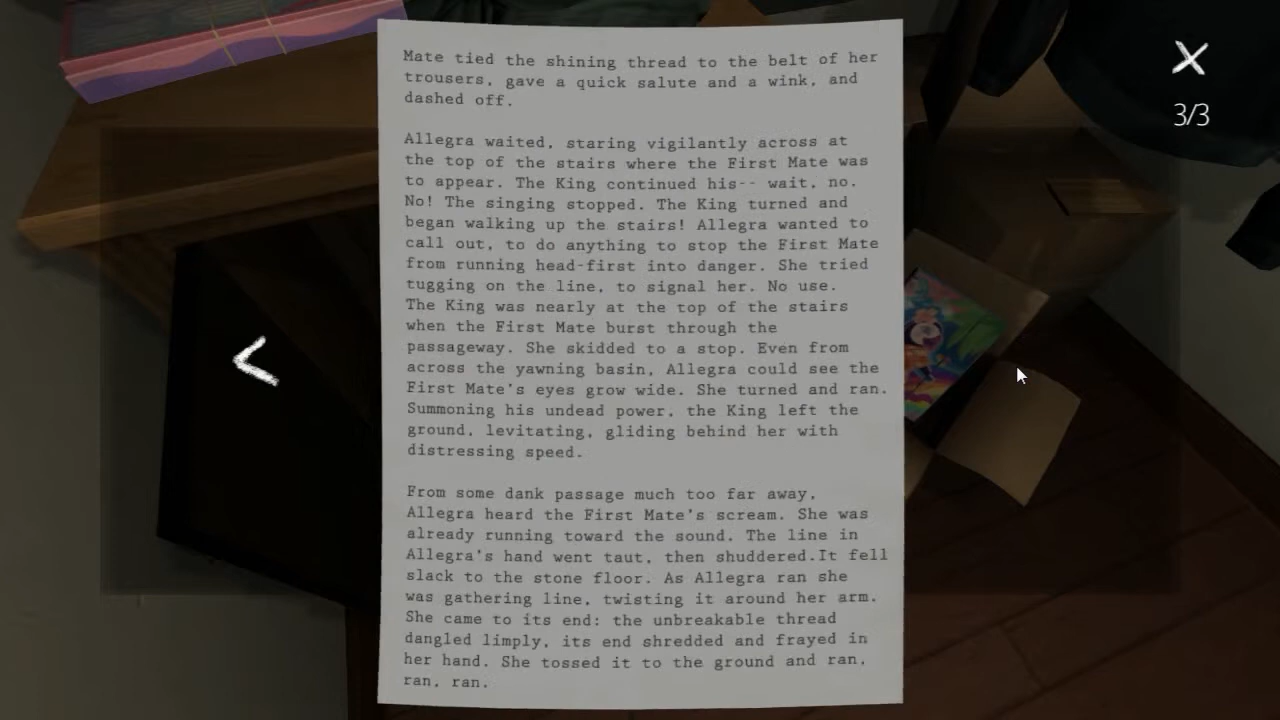 Mate tied the shining thread to the belt of her
trousers, gave a quick salute and a wink, and
dashed off.
Allegra waited, staring vigilantly across at
the top of the stairs where the First Mate was
to appear. The King continued his-- wait, no.
No! The singing stopped. The King turned and
began walking up the stairs! Allegra wanted to
call out, to do anything to stop the First Mate
from running head-first into danger. She tried
tugging on the line, to signal her. No use.
The King was nearly at the top of the stairs
when the First Mate burst through the
passageway. She skidded to a stop. Even from
across the yawning basin, Allegra could see the
First Mate's eyes grow wide. She turned and ran.
Summoning his undead power, the King left the
ground, levitating, gliding behind her with
distressing speed.
From some dank passage much too far away,
Allegra heard the First Mate's scream. She was
already running toward the sound. The line in
Allegra's hand went taut, then shuddered.It fell
slack to the stone floor. As Allegra ran she
was gathering line, twisting it around her arm.
She came to its end: the unbreakable thread
dangled limply, its end shredded and frayed in
her hand. She tossed it to the ground and ran,
ran, ran.
3/3